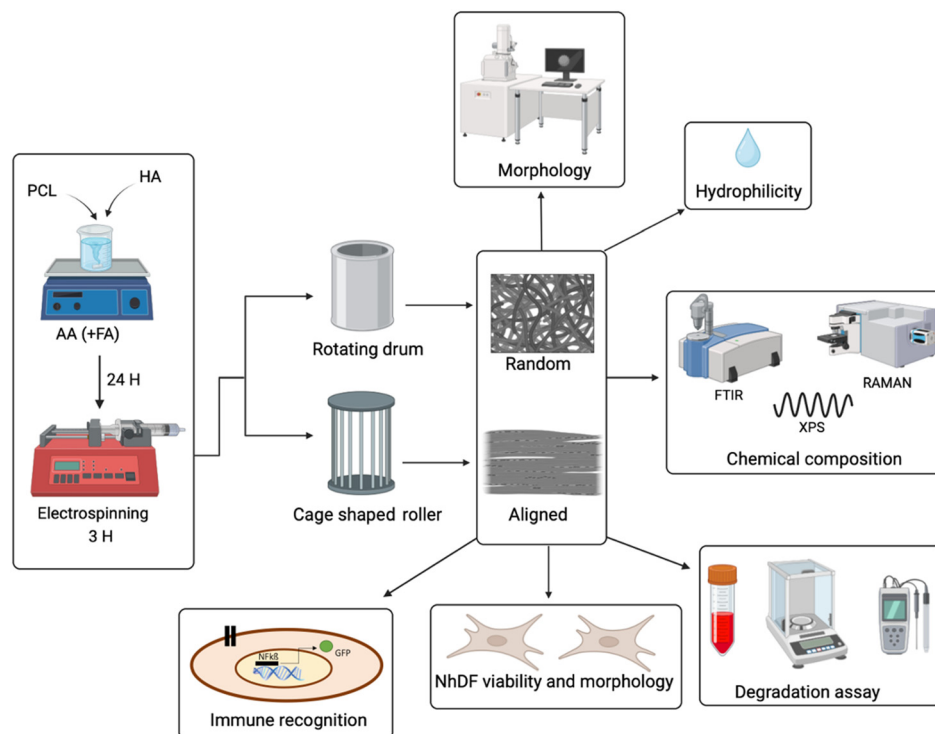 Morphology
Hydrophilicity
PCL
HA
AA (+FA)
24 H
Electrospinning
3 H
Rotating drum
Cage shaped roller
Random
Aligned
FTIR
RAMAN
XPS
Chemical composition
NFkß
GFP
Immune recognition
NhDF viability and morphology
Degradation assay